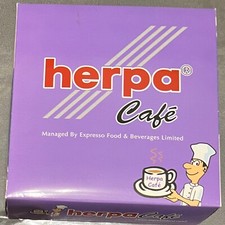 herpa®
Café
Managed By Expresso Food & Beverages Limited
Herpa
Café
herpa Café